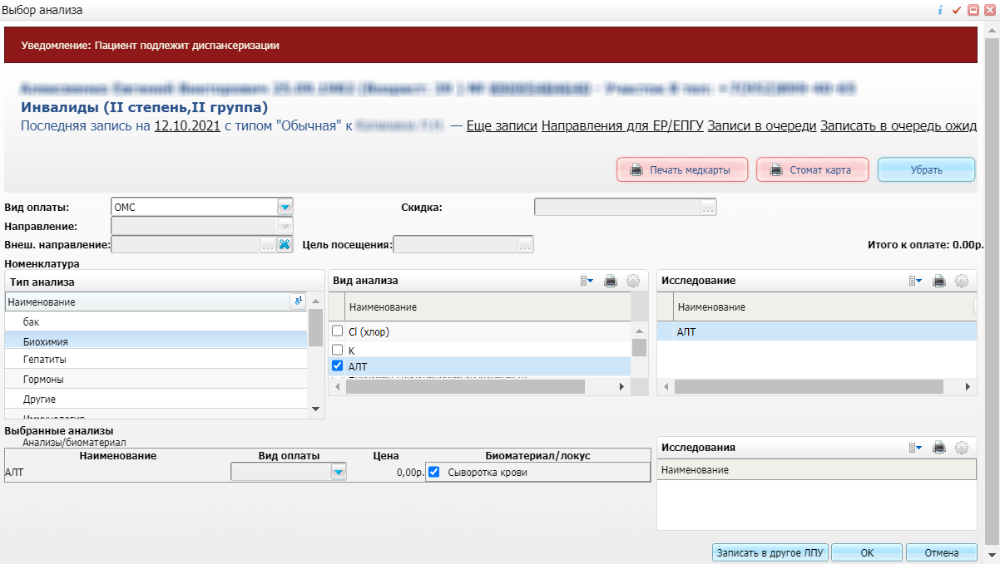 Выбор анализа
Уведомление: Пациент подлежит диспансеризации
Инвалиды (II степень,II группа)
Последняя запись на 12.10.2021 с типом "Обычная" к — Еще записи Направления для ЕР/ЕПГУ Записи в очереди Записать в очередь ожид
Печать медкарты Стомат карта Убрать
Вид оплаты: ОМС Скидка:
Направление:
Внеш. направление: Цель посещения: Итого к оплате: 0.00р.
Номенклатура
Тип анализа
Наименование
бак
Биохимия
Гепатиты
Гормоны
Другие
Иммунология
Вид анализа
Наименование
Cl (хлор)
K
АЛТ
Исследование
Наименование
АЛТ
Выбранные анализы
Анализы/биоматериал
Наименование Вид оплаты Цена Биоматериал/локус
АЛТ 0,00р. Сыворотка крови
Исследования
Наименование
Записать в другое ЛПУ ОК Отмена